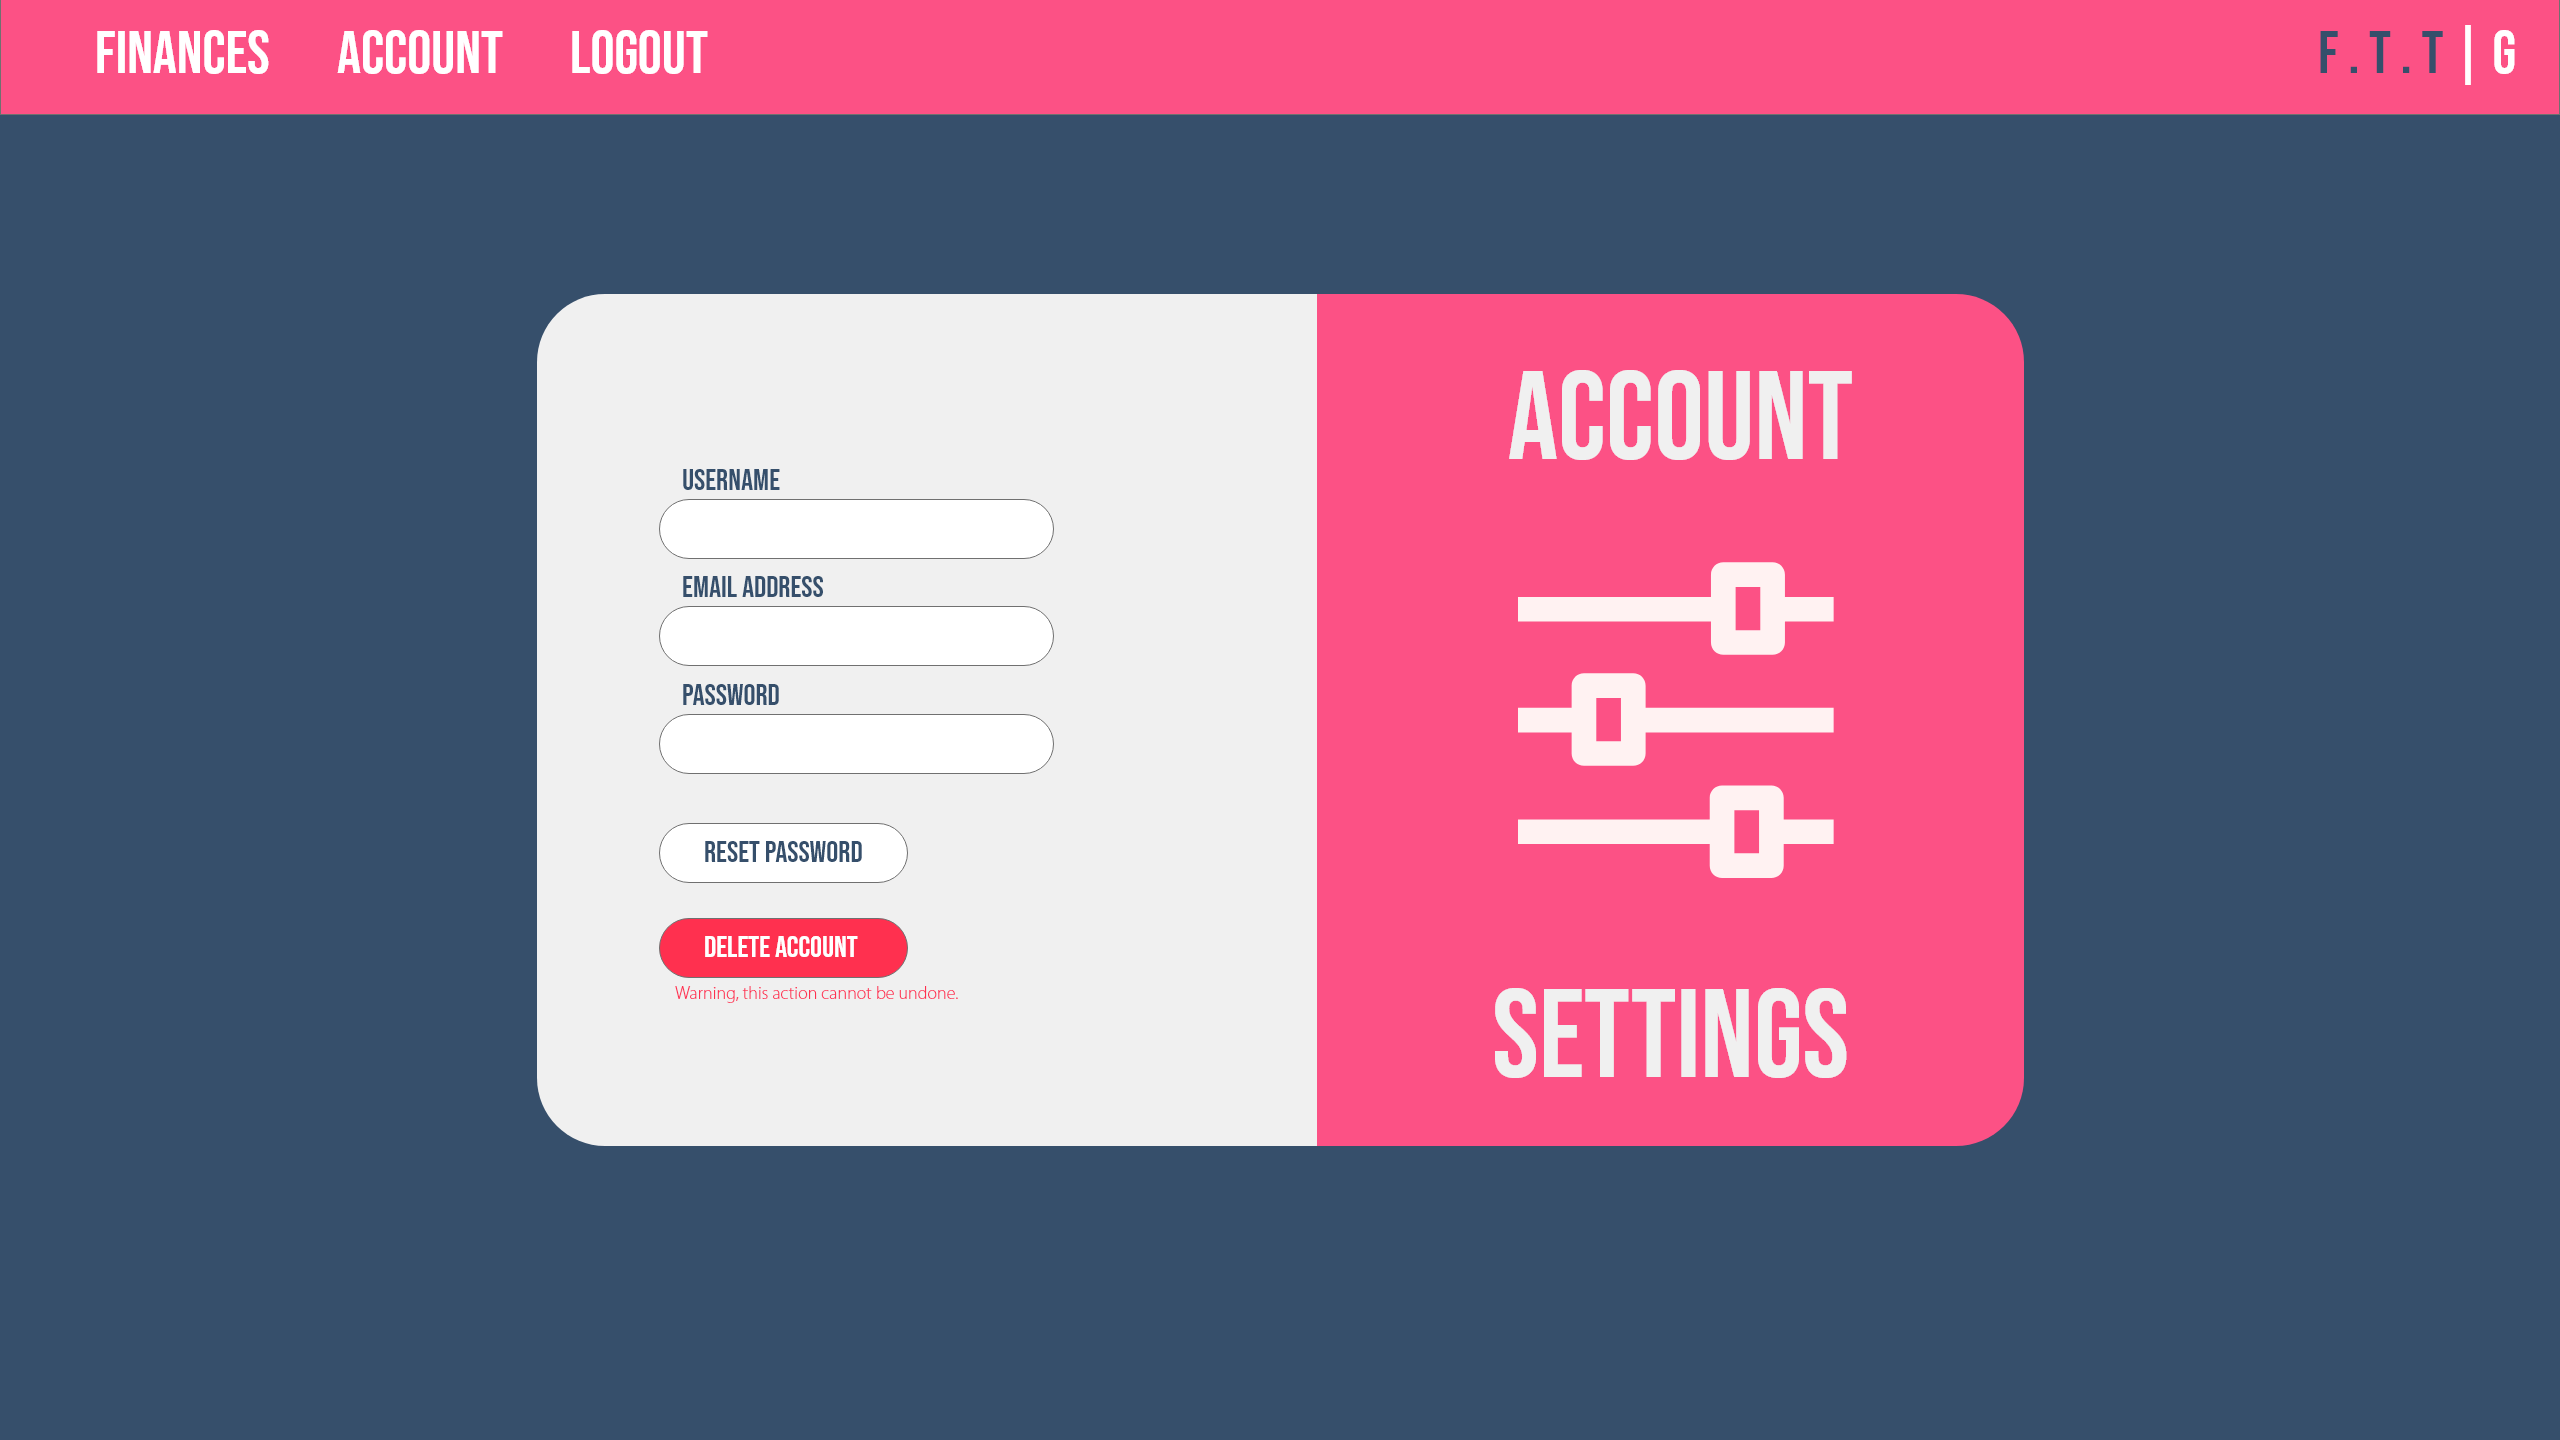 FINANCES ACCOUNT LOGOUT F.T.T | G
USERNAME
EMAIL ADDRESS
PASSWORD
RESET PASSWORD
DELETE ACCOUNT
Warning, this action cannot be undone.
ACCOUNT
SETTINGS